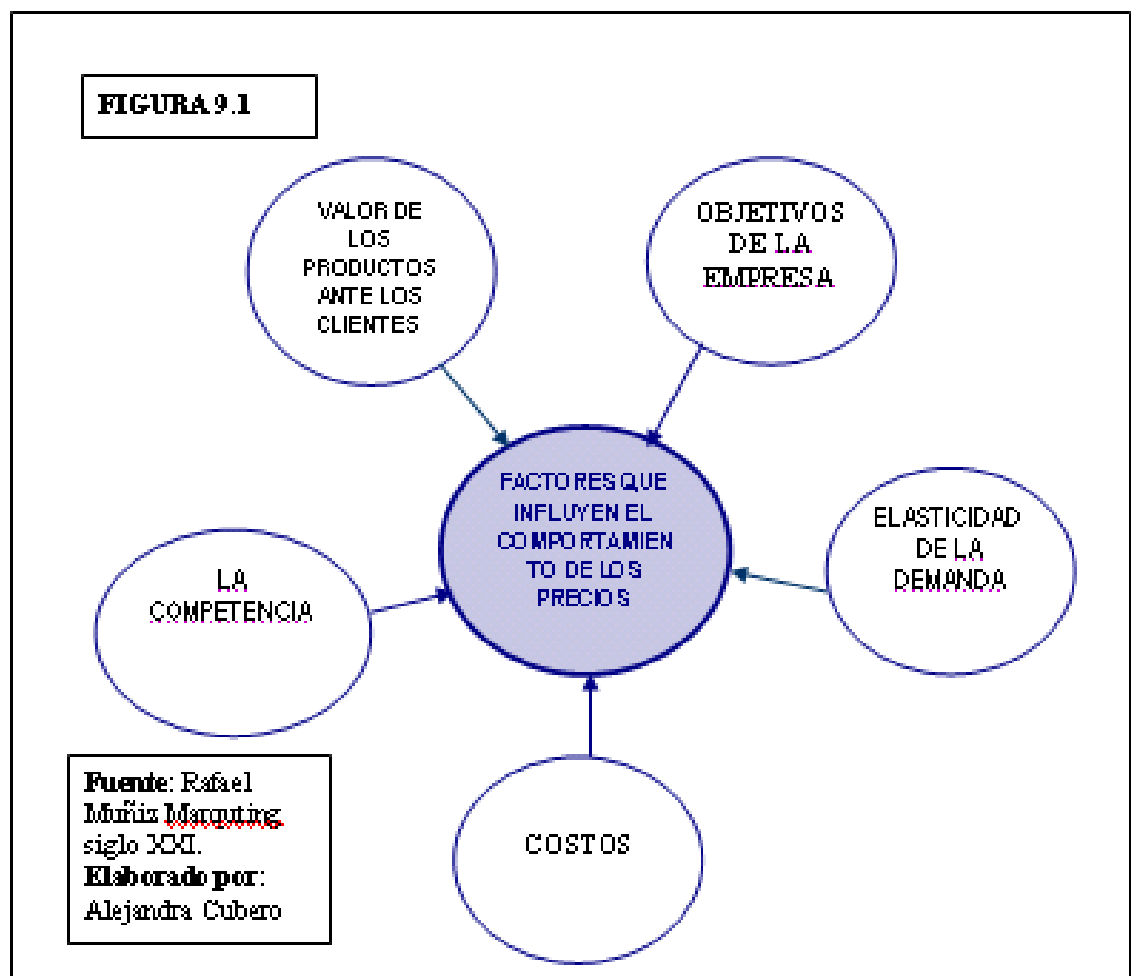 FIGURA 9.1
VALOR DE
LOS
PRODUCTOS
ANTE LOS
CLIENTES
OBJETIVOS
DE LA
EMPRESA
FACTORES QUE
INFLUYEN EL
COMPORTAMIEN
TO DE LOS
PRECIOS
ELASTICIDAD
DE LA
DEMANDA
LA
COMPETENCIA
COSTOS
Fuente: Rafael
Muñiz Marquting
siglo XXI.
Elaborado por:
Alejandra Cubero